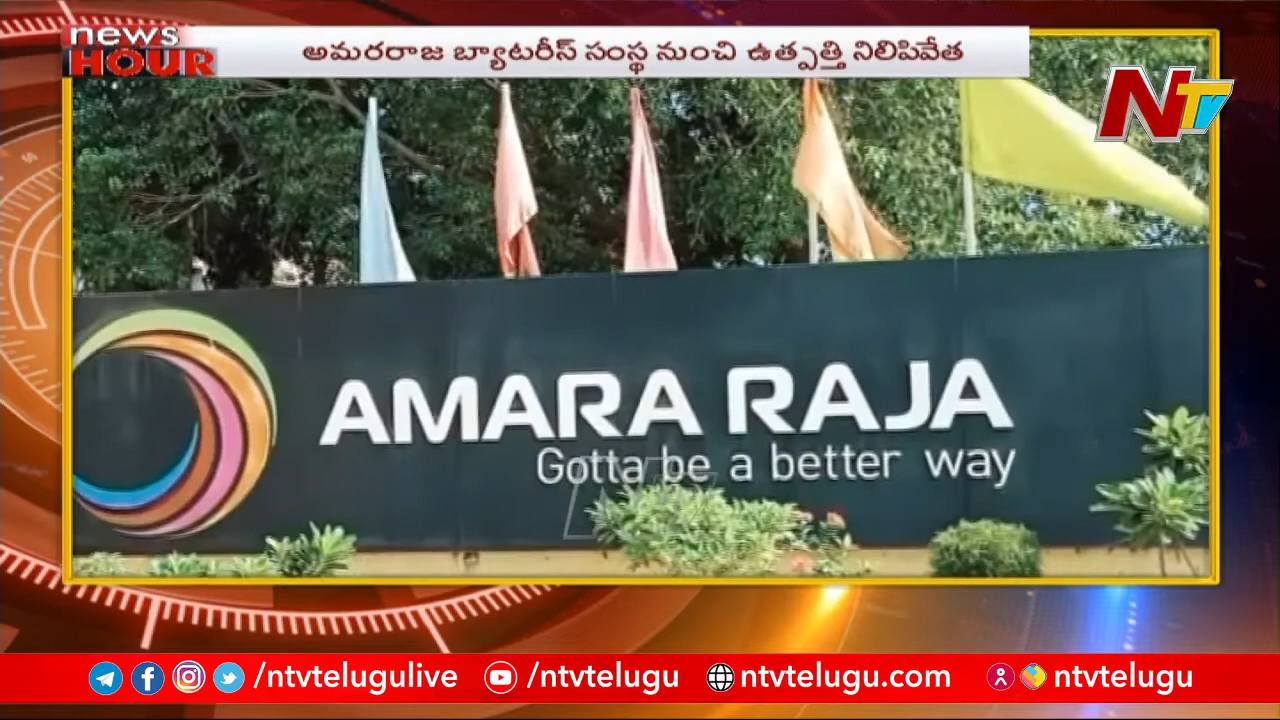 news
HOUR
అమరరాజ బ్యాటరీస్ సంస్థ నుంచి ఉత్పత్తి నిలిపివేత
NTV
AMARA RAJA
Gotta be a better way
/ntvtelugulive
/ntvtelugu
ntvtelugu.com
ntvtelugu